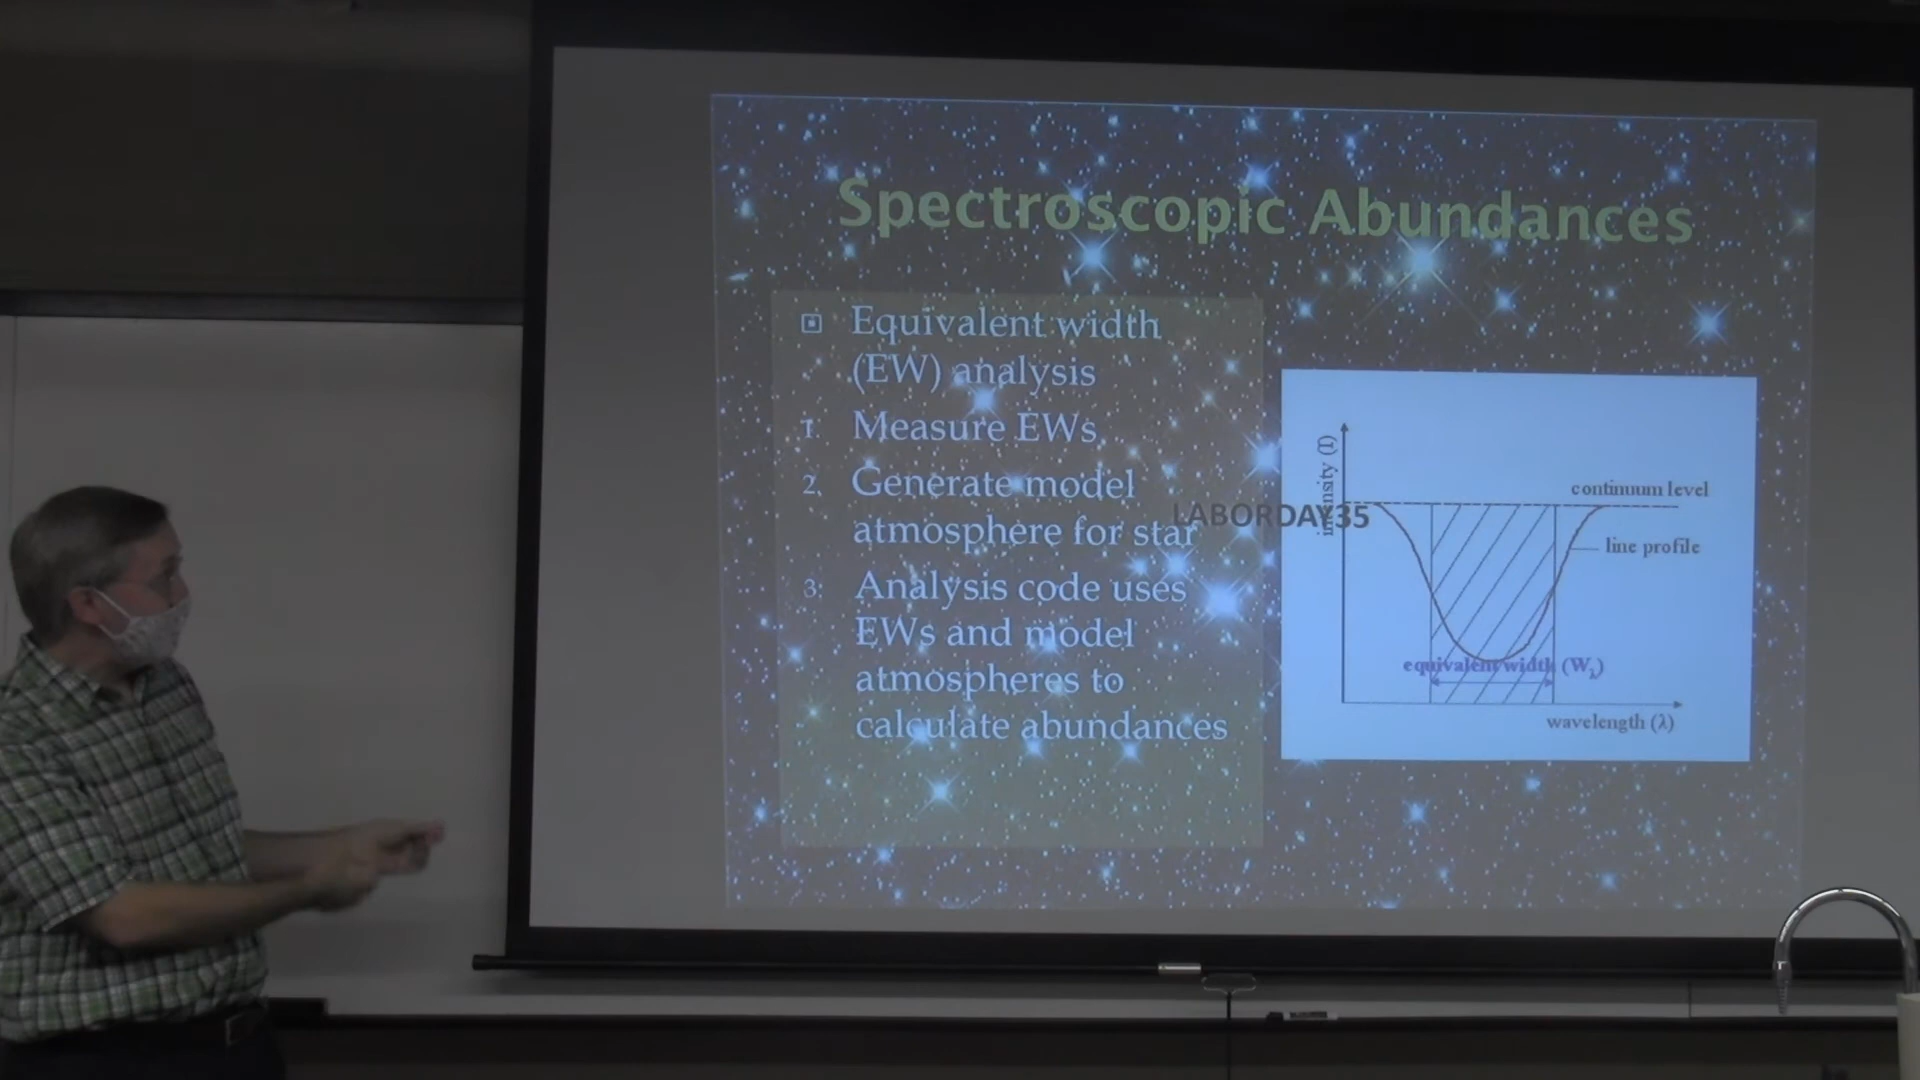 Spectroscopic Abundances
Equivalent width
(EW) analysis
1. Measure EWs
2. Generate model
atmosphere for star
3. Analysis code uses
EWs and model
atmospheres to
calculate abundances
LABORDAY35
intensity (I)
continuum level
line profile
equivalent width (Wλ)
wavelength (λ)